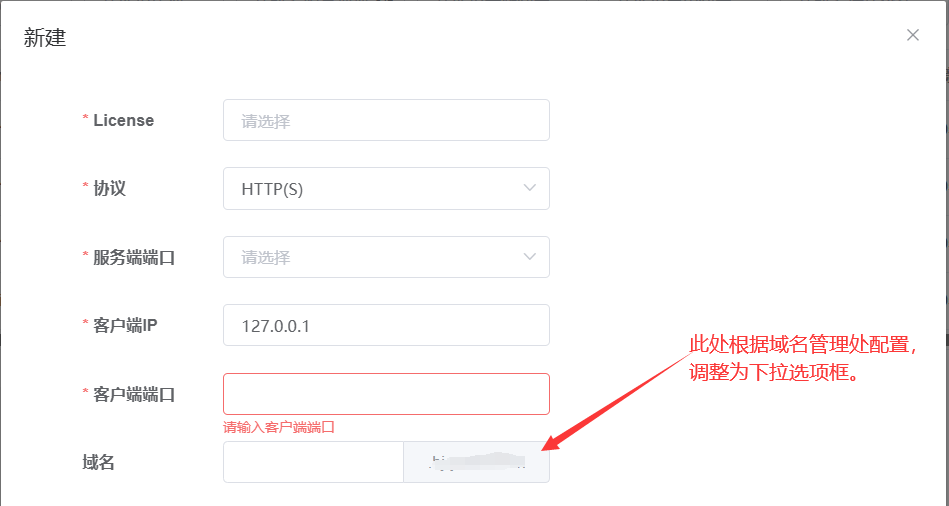 新建
* License
请选择
* 协议
HTTP(S)
* 服务端端口
请选择
* 客户端IP
127.0.0.1
此处根据域名管理处配置，
调整为下拉选项框。
* 客户端端口
请输入客户端端口
域名